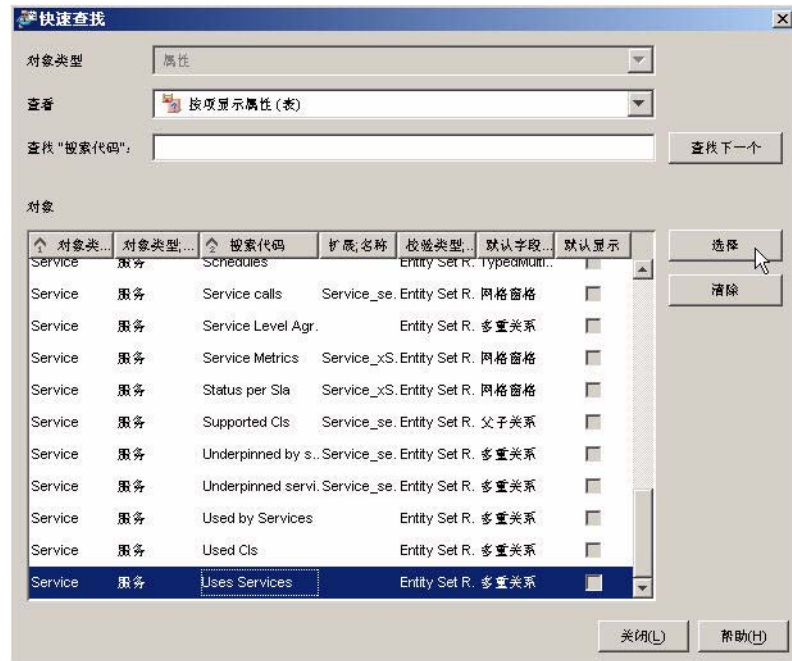 快速查找
对象类型 属性
查看 按项显示属性(表)
查找"搜索代码": 查找下一个
对象
1 对象类... 对象类型;... 2 搜索代码 扩展;名称 校验类型;.. 默认字段... 默认显示 选择
Service 服务 Schedules Entity Set R. TypedMulti..
清除
Service 服务 Service calls Service_se. Entity Set R. 网格窗格
Service 服务 Service Level Agr. Entity Set R. 多重关系
Service 服务 Service Metrics Service_xS. Entity Set R. 网格窗格
Service 服务 Status per Sla Service_xS. Entity Set R. 网格窗格
Service 服务 Supported CIs Service_se. Entity Set R. 父子关系
Service 服务 Underpinned by s.. Service_se. Entity Set R. 多重关系
Service 服务 Underpinned servi. Service_se. Entity Set R. 多重关系
Service 服务 Used by Services Entity Set R. 多重关系
Service 服务 Used CIs Entity Set R. 多重关系
Service 服务 Uses Services Entity Set R. 多重关系
关闭(L) 帮助(H)